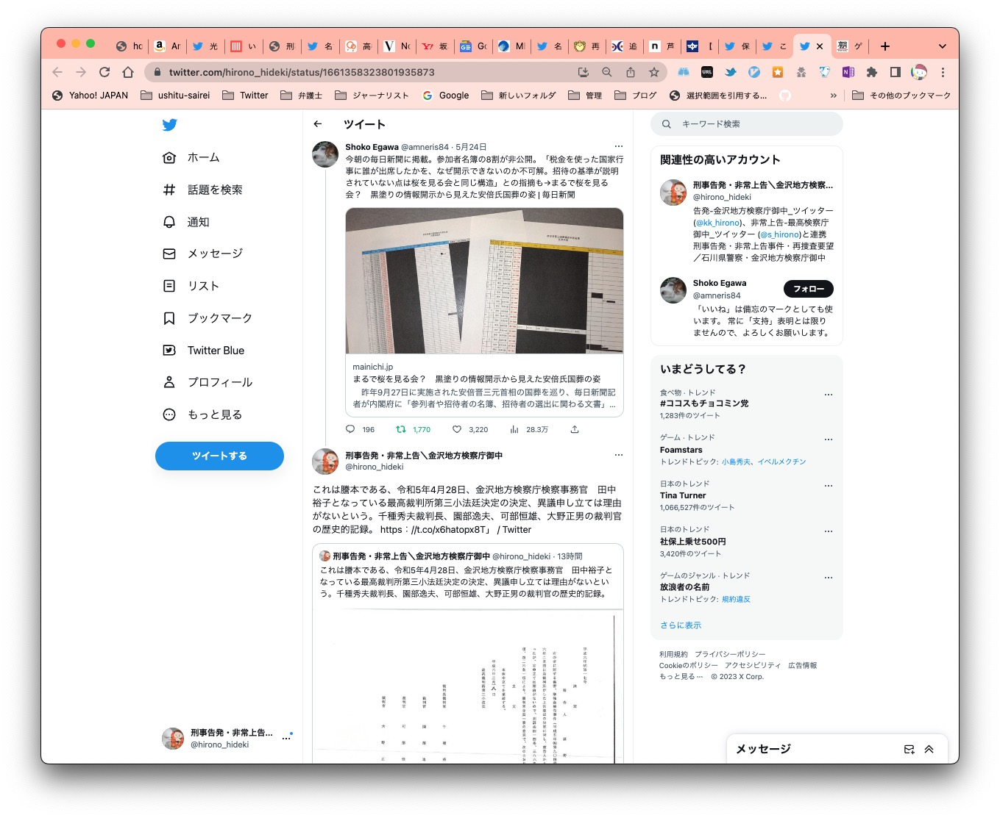 hc
Ar
光
い
刑
名
高
No
坂
Gc
M
名
再
追
芦
【
保
こ
ゲ
twitter.com/hirono_hideki/status/1661358323801935873
URL
Yahoo! JAPAN
ushitu-sairei
Twitter
弁護士
ジャーナリスト
Google
新しいフォルダ
管理
ブログ
選択範囲を引用する...
»
その他のブックマーク
ホーム
話題を検索
通知
メッセージ
リスト
ブックマーク
Twitter Blue
プロフィール
もっと見る
ツイートする
刑事告発・非常上告...
@hirono_hideki
ツイート
Shoko Egawa @amneris84 · 5月24日
今朝の毎日新聞に掲載。参加者名簿の8割が非公開。「税金を使った国家行
事に誰が出席したかを、なぜ開示できないのか不可解。招待の基準が説明
されていない点は桜を見る会と同じ構造」との指摘も→まるで桜を見る
会？　黒塗りの情報開示から見えた安倍氏国葬の姿 | 毎日新聞
mainichi.jp
まるで桜を見る会？　黒塗りの情報開示から見えた安倍氏国葬の姿
昨年9月27日に実施された安倍晋三元首相の国葬を巡り、毎日新聞記
者が内閣府に「参列者や招待者の名簿、招待者の選出に関わる文書」...
196
1,770
3,220
28.3万
刑事告発・非常上告＼金沢地方検察庁御中
@hirono_hideki
これは謄本である、令和5年4月28日、金沢地方検察庁検察事務官　田中
裕子となっている最高裁判所第三小法廷決定の決定、異議申し立ては理由
がないという。千種秀夫裁判長、園部逸夫、可部恒雄、大野正男の裁判官
の歴史的記録。 https：//t.co/x6hatopx8T」 / Twitter
刑事告発・非常上告＼金沢地方検察庁御中 @hirono_hideki · 13時間
これは謄本である、令和5年4月28日、金沢地方検察庁検察事務官　田中裕子と
なっている最高裁判所第三小法廷決定の決定、異議申し立ては理由がないとい
う。千種秀夫裁判長、園部逸夫、可部恒雄、大野正男の裁判官の歴史的記録。
決定
主文
本件申立てを棄却する。
最高裁判所第三小法廷
裁判長裁判官
裁判官
裁判官
裁判官
キーワード検索
関連性の高いアカウント
刑事告発・非常上告＼金沢地方検察...
@hirono_hideki
告発-金沢地方検察庁御中_ツイッター
(@kk_hirono)、非常上告-最高検察庁
御中_ツイッター (@s_hirono)と連携
刑事告発・非常上告事件・再捜査要望
／石川県警察・金沢地方検察庁御中
Shoko Egawa
@amneris84
フォロー
「いいね」は備忘のマークとしても使
います。 常に「支持」表明とは限り
ませんので、よろしくお願いします。
いまどうしてる？
食べ物 · トレンド
#ココスもチョコミン党
1,283件のツイート
ゲーム · トレンド
Foamstars
トレンドトピック: 小島秀夫、イベルメクチン
日本のトレンド
Tina Turner
1,066,527件のツイート
日本のトレンド
社保上乗せ500円
3,420件のツイート
ゲームのジャンル · トレンド
放浪者の名前
トレンドトピック: 規約違反
さらに表示
利用規約　プライバシーポリシー
Cookieのポリシー　アクセシビリティ　広告情報
もっと見る ···　© 2023 X Corp.
メッセージ